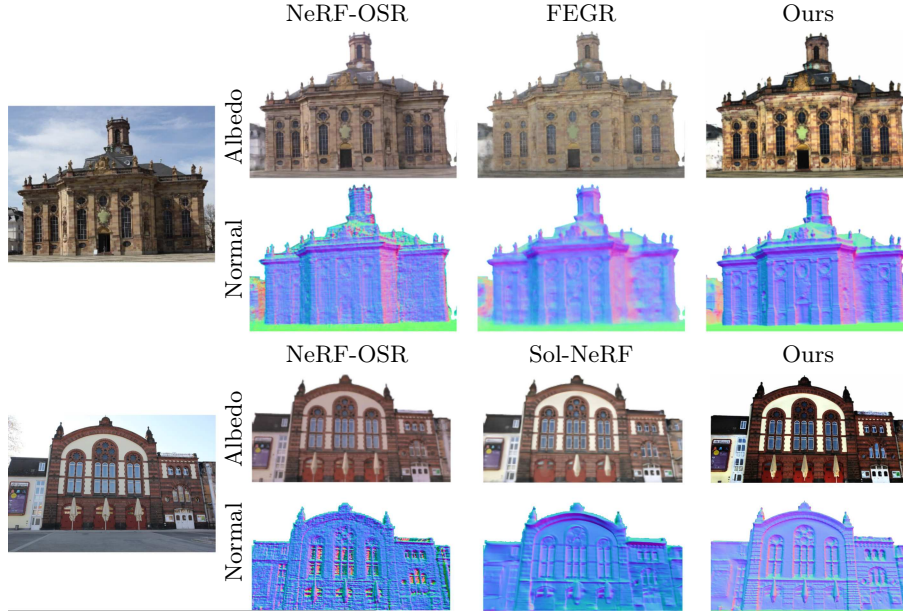 NeRF-OSR FEGR Ours
Albedo
Normal
NeRF-OSR Sol-NeRF Ours
Albedo
Normal